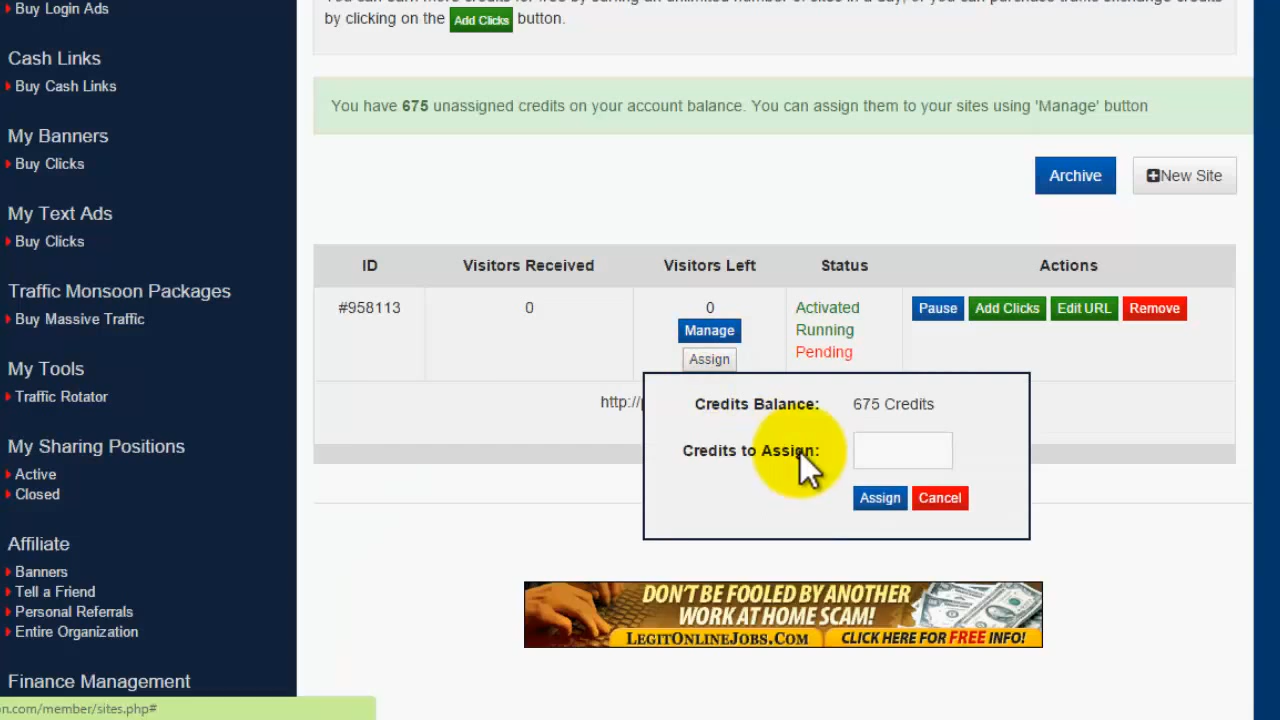 Buy Login Ads
Cash Links
Buy Cash Links
My Banners
Buy Clicks
My Text Ads
Buy Clicks
Traffic Monsoon Packages
Buy Massive Traffic
My Tools
Traffic Rotator
My Sharing Positions
Active
Closed
Affiliate
Banners
Tell a Friend
Personal Referrals
Entire Organization
Finance Management
n.com/member/sites.php#
by clicking on the Add Clicks button.
You have 675 unassigned credits on your account balance. You can assign them to your sites using 'Manage' button
Archive New Site
ID Visitors Received Visitors Left Status Actions
#958113 0 0 Activated Pause Add Clicks Edit URL Remove
Manage Running
Assign Pending
http://
Credits Balance: 675 Credits
Credits to Assign:
Assign Cancel
DON'T BE FOOLED BY ANOTHER
WORK AT HOME SCAM!
LEGITONLINEJOBS.COM CLICK HERE FOR FREE INFO!